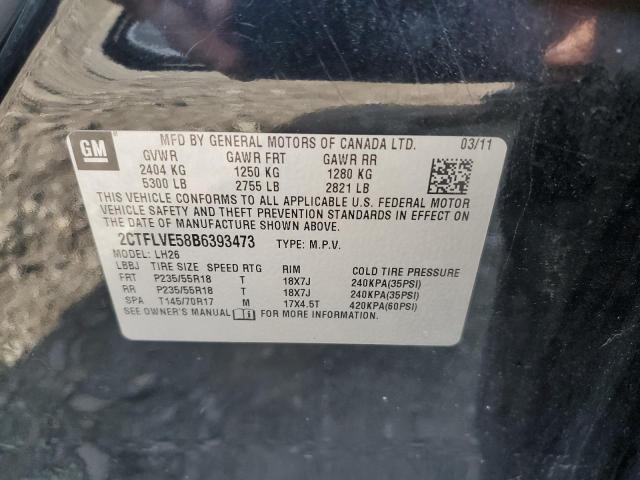 GM
MFD BY GENERAL MOTORS OF CANADA LTD. 03/11
GVWR GAWR FRT GAWR RR
2404 KG 1250 KG 1280 KG
5300 LB 2755 LB 2821 LB
THIS VEHICLE CONFORMS TO ALL APPLICABLE U.S. FEDERAL MOTOR
VEHICLE SAFETY AND THEFT PREVENTION STANDARDS IN EFFECT ON
THE DATE OF MANUFACTURE SHOWN ABOVE.
2CTFLVE58B6393473 TYPE: M.P.V.
MODEL: LH26
LBBJ TIRE SIZE SPEED RTG RIM COLD TIRE PRESSURE
FRT P235/55R18 T 18X7J 240KPA(35PSI)
RR P235/55R18 T 18X7J 240KPA(35PSI)
SPA T145/70R17 M 17X4.5T 420KPA(60PSI)
SEE OWNER'S MANUAL FOR MORE INFORMATION.